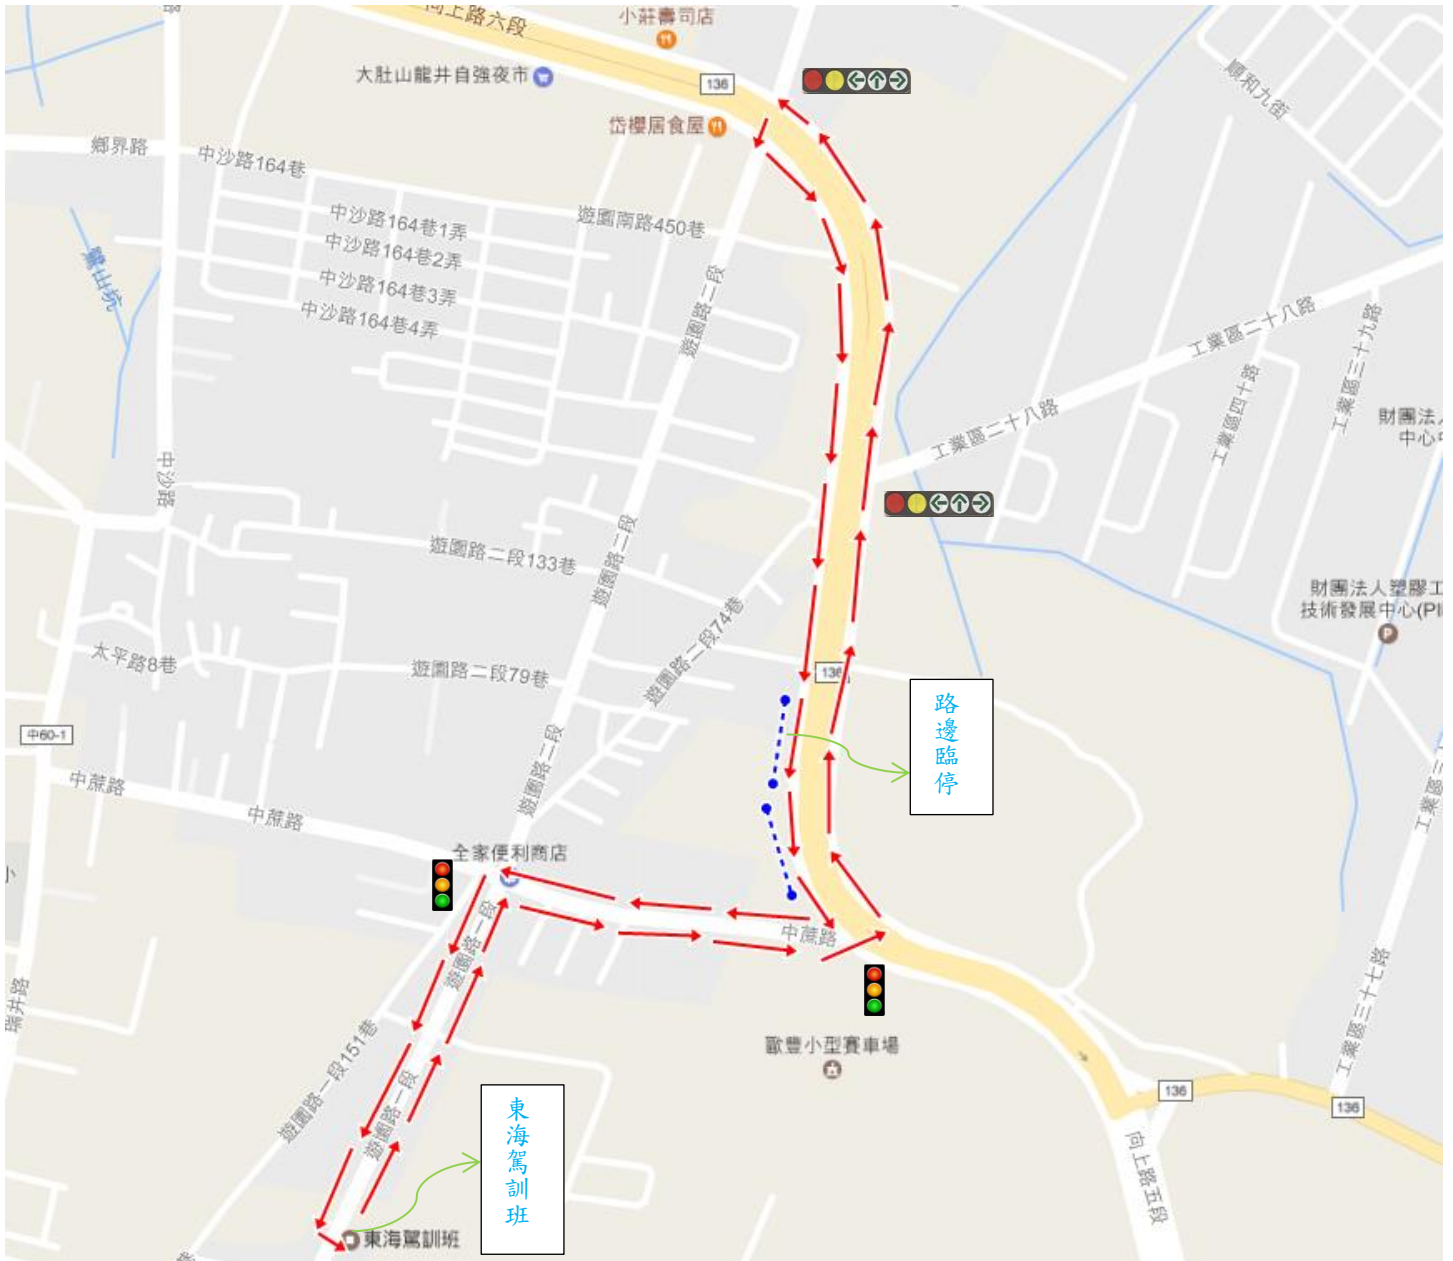 向上路六段
小莊壽司店
大肚山龍井自強夜市
136
岱櫻居食屋
順和九街
鄉界路
中沙路164巷
中沙路164巷1弄
遊園南路450巷
中沙路164巷2弄
中沙路164巷3弄
中沙路164巷4弄
遊園路二段
工業區二十八路
工業區三十九路
工業區四十路
工業區二十八路
財團法人
中心中
中沙路
遊園路二段133巷
遊園路二段
財團法人塑膠工
技術發展中心(PI
遊園路二段74巷
太平路8巷
遊園路二段79巷
136
路邊臨停
中60-1
遊園路二段
中蔗路
中蔗路
全家便利商店
小
遊園路一段
中蔗路
瑞井路
工業區三十七路
遊園路一段151巷
歐豐小型賽車場
遊園路一段
136
136
東海駕訓班
向上路五段
東海駕訓班